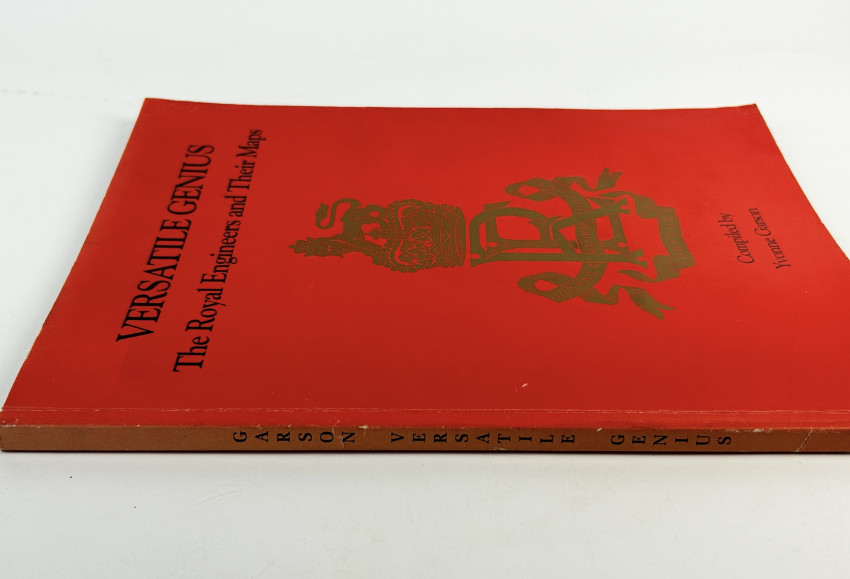 VERSATILE GENIUS
The Royal Engineers and Their Maps
Compiled by
Yvonne Garson
GARSON VERSATILE GENIUS